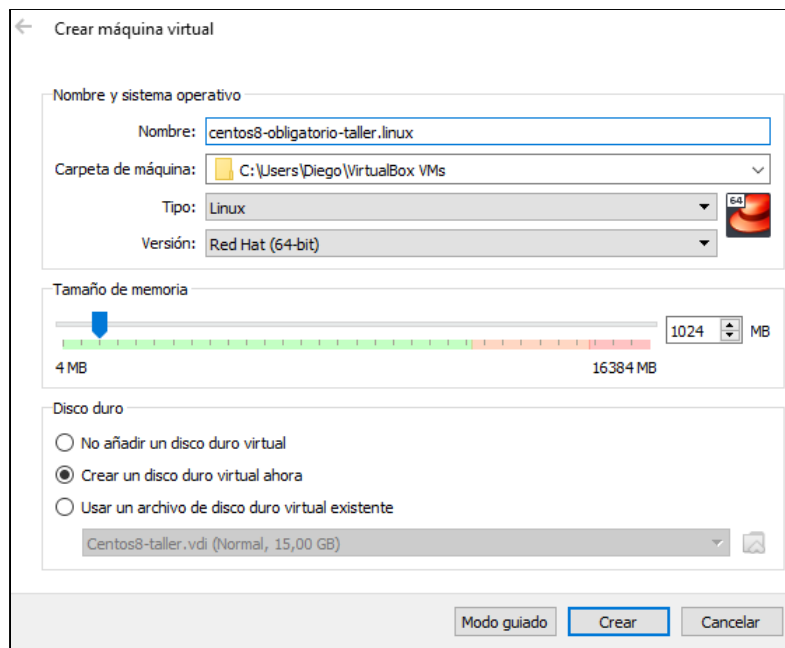 Crear máquina virtual
Nombre y sistema operativo
Nombre: centos8-obligatorio-taller.linux
Carpeta de máquina: C:\Users\Diego\VirtualBox VMs
Tipo: Linux
64
Versión: Red Hat (64-bit)
Tamaño de memoria
1024 MB
4 MB 16384 MB
Disco duro
No añadir un disco duro virtual
Crear un disco duro virtual ahora
Usar un archivo de disco duro virtual existente
Centos8-taller.vdi (Normal, 15,00 GB)
Modo guiado Crear Cancelar